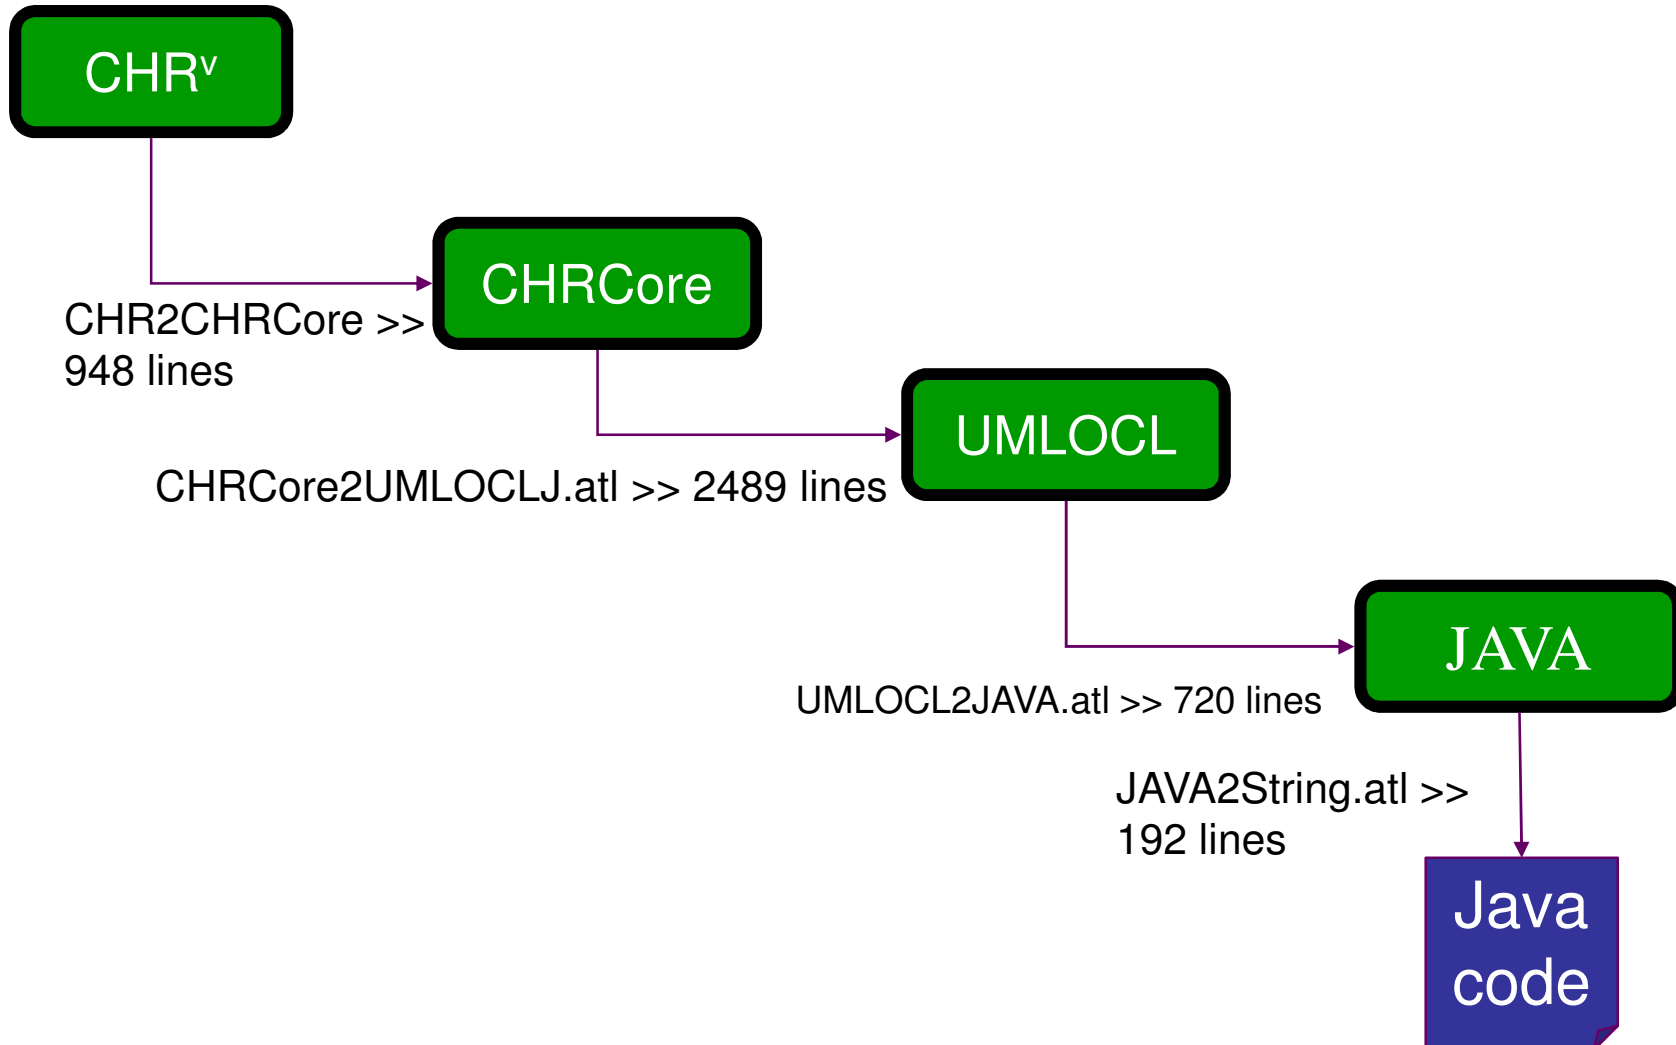 CHRᵛ
CHRCore
CHR2CHRCore >>
948 lines
UMLOCL
CHRCore2UMLOCLJ.atl >> 2489 lines
JAVA
UMLOCL2JAVA.atl >> 720 lines
JAVA2String.atl >>
192 lines
Java
code